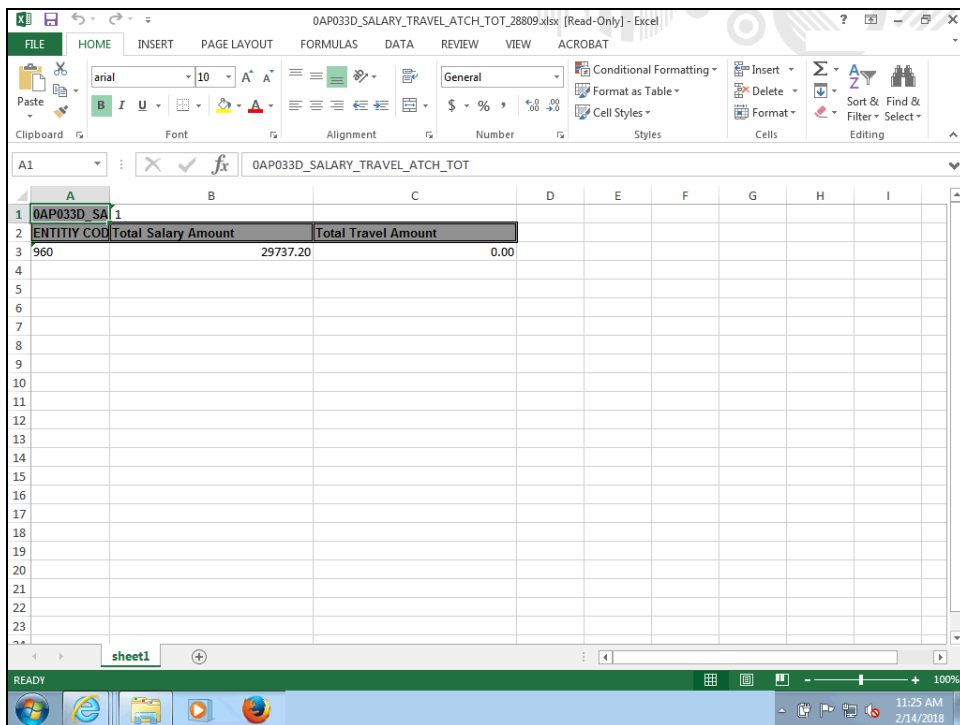 0AP033D_SALARY_TRAVEL_ATCH_TOT_28809.xlsx [Read-Only] - Excel
FILE HOME INSERT PAGE LAYOUT FORMULAS DATA REVIEW VIEW ACROBAT
Paste
arial 10 A A
B I U A
General
$ % ,
Conditional Formatting
Format as Table
Cell Styles
Insert
Delete
Format
Sort & Filter
Find & Select
Clipboard Font Alignment Number Styles Cells Editing
A1 fx 0AP033D_SALARY_TRAVEL_ATCH_TOT
A B C D E F G H I
1 0AP033D_SA 1
2 ENTITIY COD Total Salary Amount Total Travel Amount
3 960 29737.20 0.00
4
5
6
7
8
9
10
11
12
13
14
15
16
17
18
19
20
21
22
23
sheet1
READY 100%
11:25 AM
2/14/2018